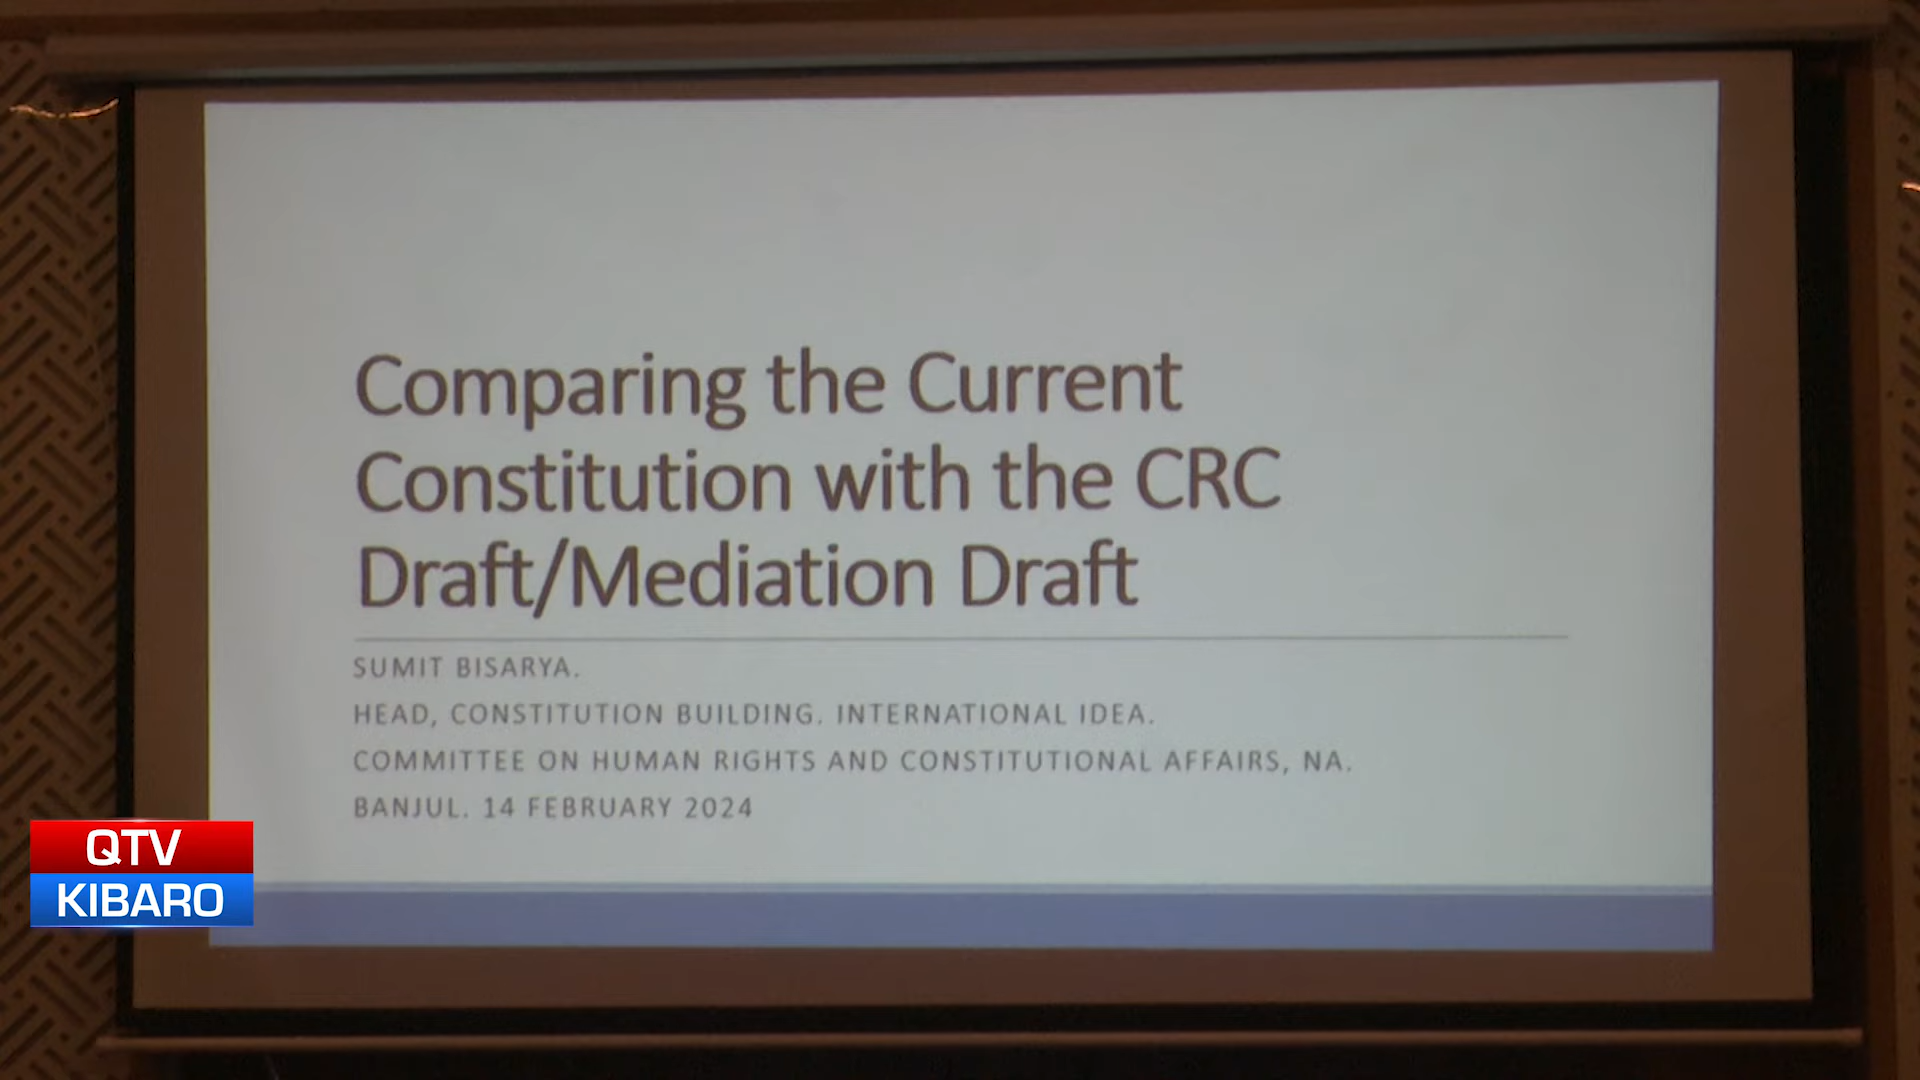 Comparing the Current
Constitution with the CRC
Draft/Mediation Draft
SUMIT BISARYA.
HEAD, CONSTITUTION BUILDING. INTERNATIONAL IDEA.
COMMITTEE ON HUMAN RIGHTS AND CONSTITUTIONAL AFFAIRS, NA.
BANJUL. 14 FEBRUARY 2024
QTV
KIBARO